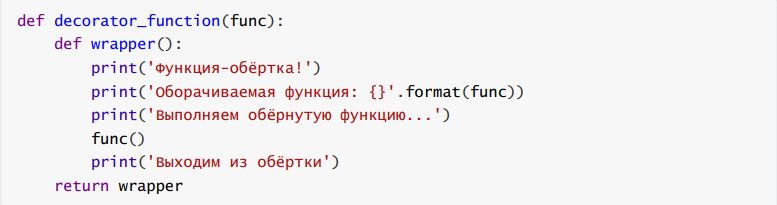 def decorator_function(func):
    def wrapper():
        print('Функция-обёртка!')
        print('Оборачиваемая функция: {}'.format(func))
        print('Выполняем обёрнутую функцию...')
        func()
        print('Выходим из обёртки')
    return wrapper